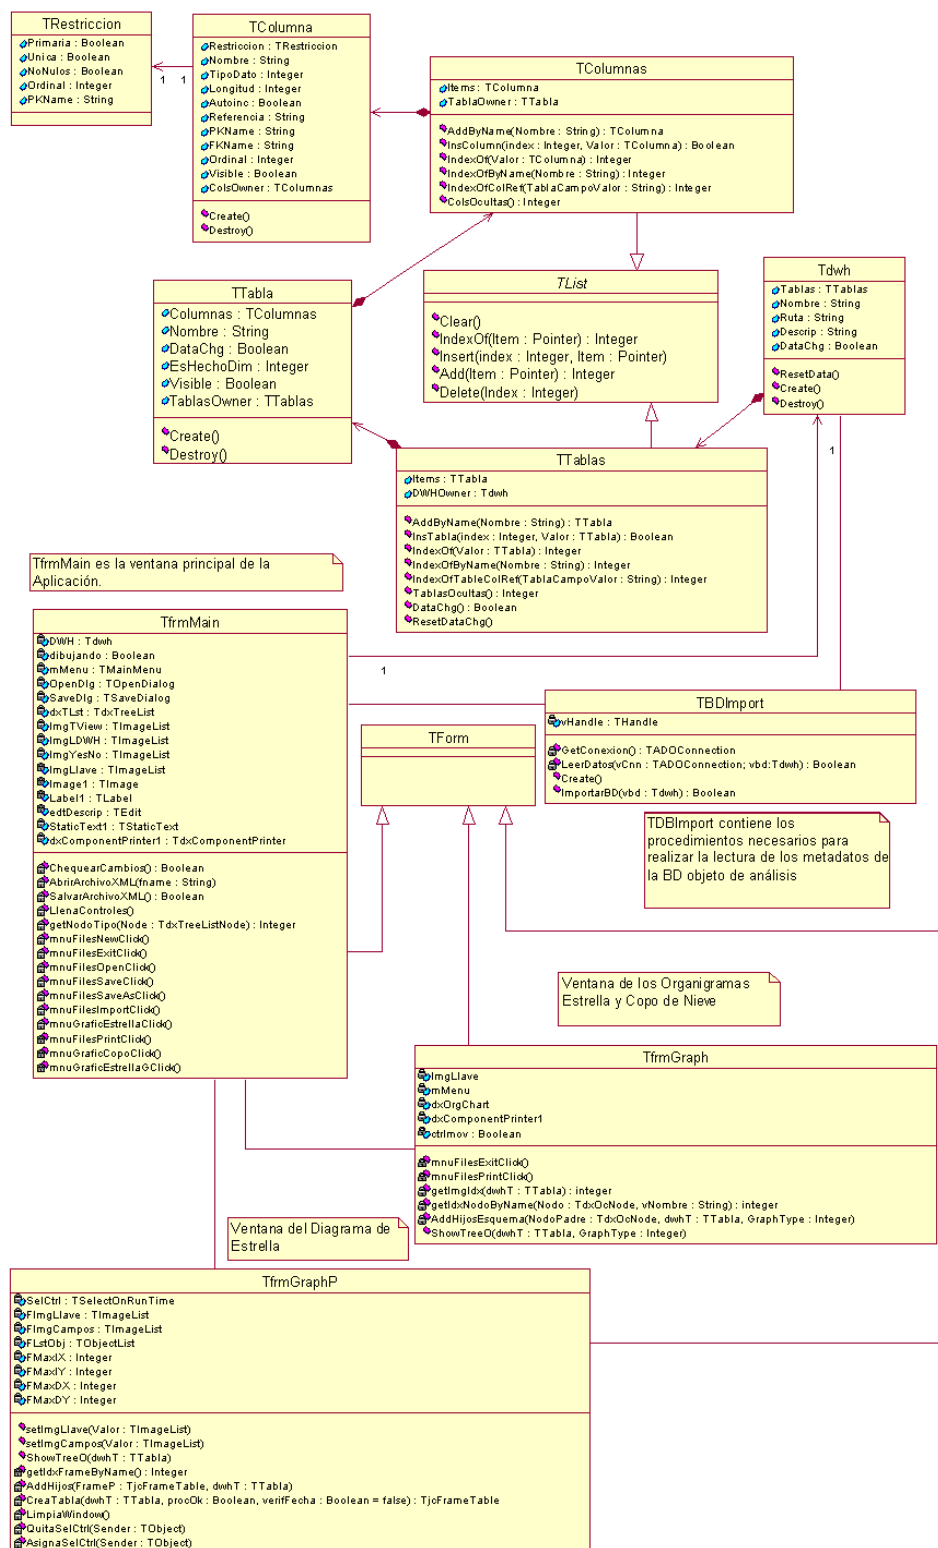 TRestriccion
Primaria : Boolean
Unica : Boolean
NoNulos : Boolean
Ordinal : Integer
PKName : String
1
1
TColumna
Restriccion : TRestriccion
Nombre : String
TipoDato : Integer
Longitud : Integer
Autoinc : Boolean
Referencia : String
PKName : String
FKName : String
Ordinal : Integer
Visible : Boolean
ColsOwner : TColumnas
Create()
Destroy()
TColumnas
Items : TColumna
TablaOwner : TTabla
AddByName(Nombre : String) : TColumna
InsColumn(index : Integer, Valor : TColumna) : Boolean
IndexOf(Valor : TColumna) : Integer
IndexOfByName(Nombre : String) : Integer
IndexOfColRef(TablaCampoValor : String) : Integer
ColsOcultas() : Integer
TTabla
Columnas : TColumnas
Nombre : String
DataChg : Boolean
EsHechoDim : Integer
Visible : Boolean
TablasOwner : TTablas
Create()
Destroy()
TList
Clear()
IndexOf(Item : Pointer) : Integer
Insert(index : Integer, Item : Pointer)
Add(Item : Pointer) : Integer
Delete(Index : Integer)
Tdwh
Tablas : TTablas
Nombre : String
Ruta : String
Descrip : String
DataChg : Boolean
ResetData()
Create()
Destroy()
1
TTablas
Items : TTabla
DWHOwner : Tdwh
AddByName(Nombre : String) : TTabla
InsTabla(index : Integer, Valor : TTabla) : Boolean
IndexOf(Valor : TTabla) : Integer
IndexOfByName(Nombre : String) : Integer
IndexOfTableColRef(TablaCampoValor : String) : Integer
TablasOcultas() : Integer
DataChg() : Boolean
ResetDataChg()
TfrmMain es la ventana principal de la
Aplicación.
TfrmMain
DWH : Tdwh
dibujando : Boolean
mMenu : TMainMenu
OpenDlg : TOpenDialog
SaveDlg : TSaveDialog
dxTLst : TdxTreeList
ImgTView : TImageList
ImgLDWH : TImageList
ImgYesNo : TImageList
ImgLlave : TImageList
Image1 : TImage
Label1 : TLabel
edtDescrip : TEdit
StaticText1 : TStaticText
dxComponentPrinter1 : TdxComponentPrinter
ChequearCambios() : Boolean
AbrirArchivoXML(fname : String)
SalvarArchivoXML() : Boolean
LlenaControles()
getNodoTipo(Node : TdxTreeListNode) : Integer
mnuFilesNewClick()
mnuFilesExitClick()
mnuFilesOpenClick()
mnuFilesSaveClick()
mnuFilesSaveAsClick()
mnuFilesImportClick()
mnuGraficEstrellaClick()
mnuFilesPrintClick()
mnuGraficCopoClick()
mnuGraficEstrellaGClick()
1
TForm
TBDImport
vHandle : THandle
GetConexion() : TADOConnection
LeerDatos(vCnn : TADOConnection; vbd:Tdwh) : Boolean
Create()
ImportarBD(vbd : Tdwh) : Boolean
TDBImport contiene los
procedimientos necesarios para
realizar la lectura de los metadatos de
la BD objeto de análisis
Ventana de los Organigramas
Estrella y Copo de Nieve
TfrmGraph
ImgLlave
mMenu
dxOrgChart
dxComponentPrinter1
ctrlmov : Boolean
mnuFilesExitClick()
mnuFilesPrintClick()
getImgIdx(dwhT : TTabla) : integer
getIdxNodoByName(Nodo : TdxOcNode, vNombre : String) : integer
AddHijosEsquema(NodoPadre : TdxOcNode, dwhT : TTabla, GraphType : Integer)
ShowTreeO(dwhT : TTabla, GraphType : Integer)
Ventana del Diagrama de
Estrella
TfrmGraphP
SelCtrl : TSelectOnRunTime
FImgLlave : TImageList
FImgCampos : TImageList
FLstObj : TObjectList
FMaxIX : Integer
FMaxIY : Integer
FMaxDX : Integer
FMaxDY : Integer
setImgLlave(Valor : TImageList)
setImgCampos(Valor : TImageList)
ShowTreeO(dwhT : TTabla)
getIdxFrameByName() : Integer
AddHijos(FrameP : TjcFrameTable, dwhT : TTabla)
CreaTabla(dwhT : TTabla, procOk : Boolean, verifFecha : Boolean = false) : TjcFrameTable
LimpiaWindow()
QuitaSelCtrl(Sender : TObject)
AsignaSelCtrl(Sender : TObject)